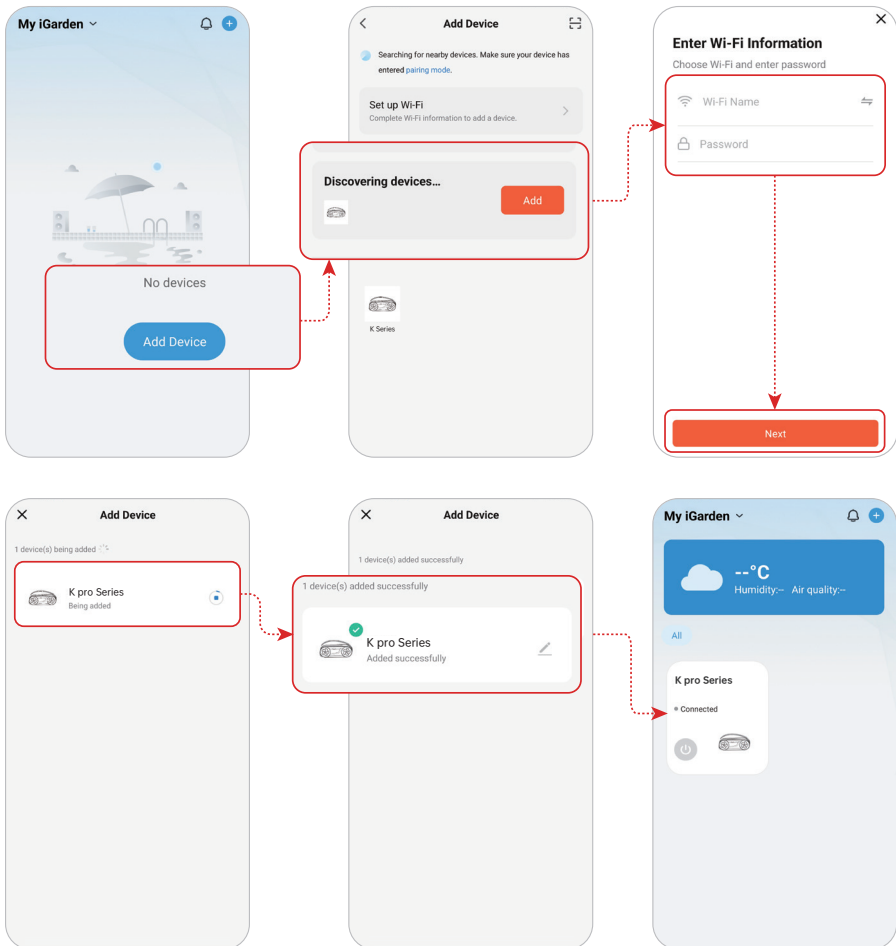 My iGarden
No devices
Add Device
Add Device
Searching for nearby devices. Make sure your device has
entered pairing mode.
Set up Wi-Fi
Complete Wi-Fi information to add a device.
Discovering devices...
Add
K Series
Enter Wi-Fi Information
Choose Wi-Fi and enter password
Wi-Fi Name
Password
Next
Add Device
1 device(s) being added
K pro Series
Being added
Add Device
1 device(s) added successfully
1 device(s) added successfully
K pro Series
Added successfully
My iGarden
--°C
Humidity:-- Air quality:--
All
K pro Series
Connected